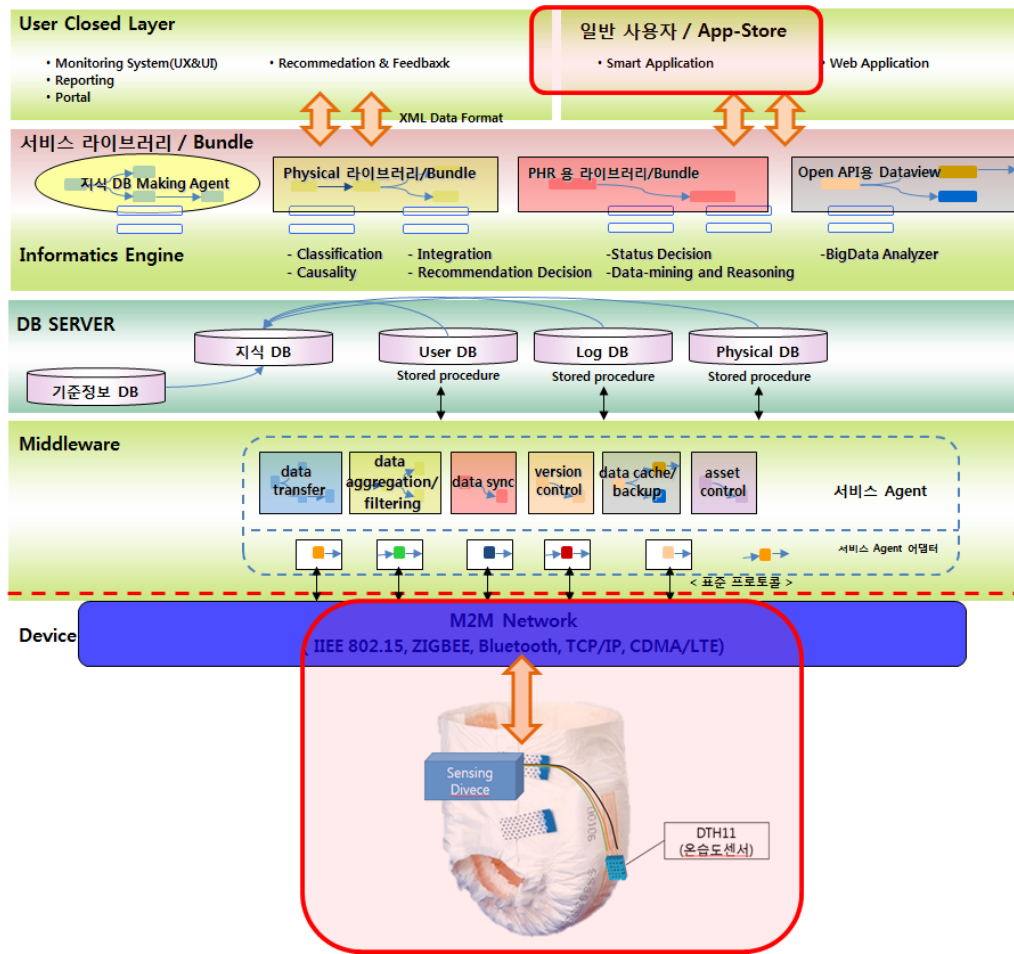 User Closed Layer
• Monitoring System(UX&UI)
• Reporting
• Portal
• Recommedation & Feedbaxk
일반 사용자 / App-Store
• Smart Application
• Web Application
XML Data Format
서비스 라이브러리 / Bundle
지식 DB Making Agent
Physical 라이브러리/Bundle
PHR 용 라이브러리/Bundle
Open API용 Dataview
Informatics Engine
- Classification
- Causality
- Integration
- Recommendation Decision
-Status Decision
-Data-mining and Reasoning
-BigData Analyzer
DB SERVER
지식 DB
User DB
Log DB
Physical DB
Stored procedure
Stored procedure
Stored procedure
기준정보 DB
Middleware
data
transfer
data
aggregation/
filtering
data sync
version
control
data cache/
backup
asset
control
서비스 Agent
서비스 Agent 어댑터
< 표준 프로토콜 >
Device
M2M Network
( IIEE 802.15, ZIGBEE, Bluetooth, TCP/IP, CDMA/LTE)
Sensing
Divece
DTH11
(온습도센서)